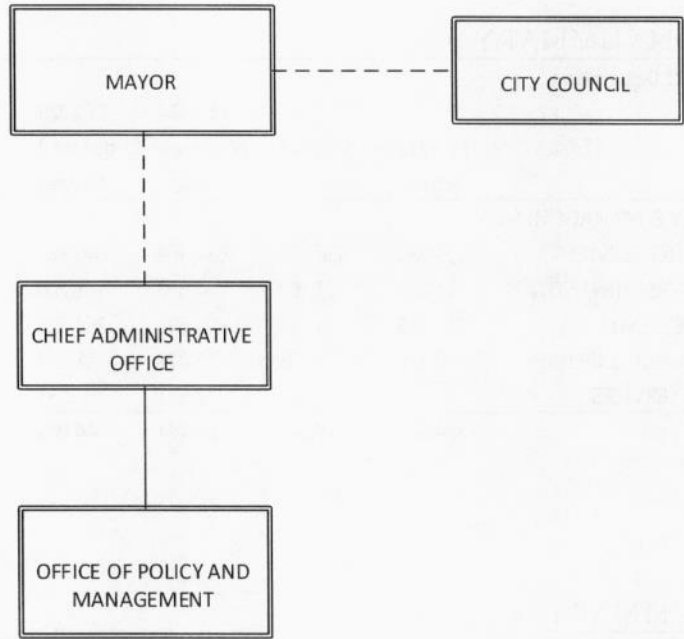 MAYOR
CITY COUNCIL
CHIEF ADMINISTRATIVE
OFFICE
OFFICE OF POLICY AND
MANAGEMENT